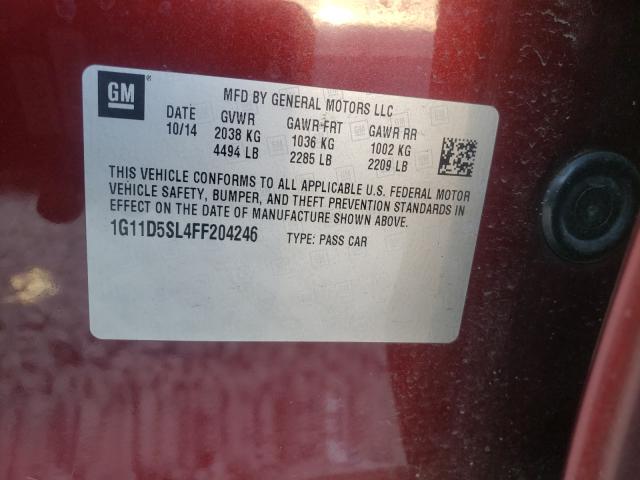 GM
MFD BY GENERAL MOTORS LLC
DATE GVWR GAWR FRT GAWR RR
10/14 2038 KG 1036 KG 1002 KG
4494 LB 2285 LB 2209 LB
THIS VEHICLE CONFORMS TO ALL APPLICABLE U.S. FEDERAL MOTOR
VEHICLE SAFETY, BUMPER, AND THEFT PREVENTION STANDARDS IN
EFFECT ON THE DATE OF MANUFACTURE SHOWN ABOVE.
1G11D5SL4FF204246 TYPE: PASS CAR